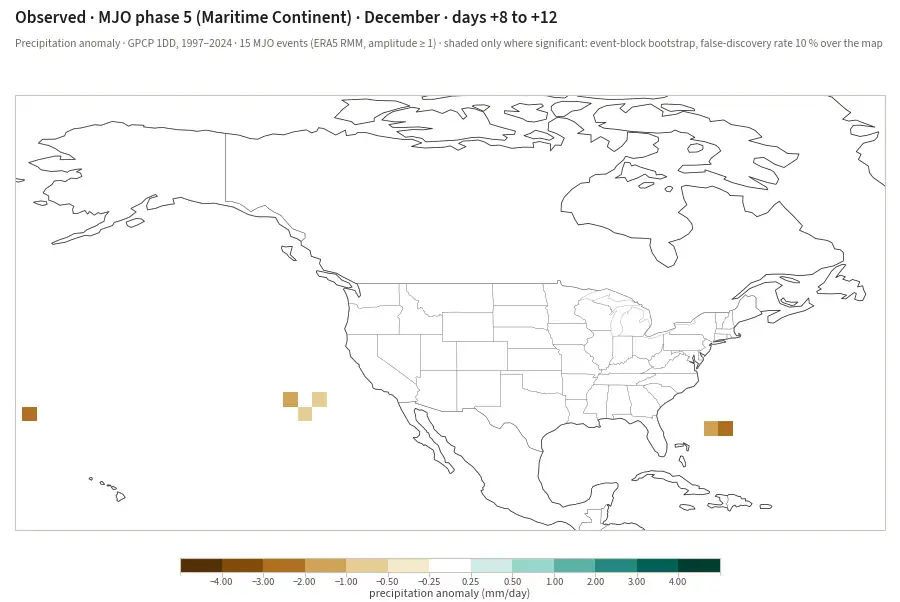 Observed · MJO phase 5 (Maritime Continent) · December · days +8 to +12
Precipitation anomaly · GPCP 1DD, 1997–2024 · 15 MJO events (ERA5 RMM, amplitude ≥ 1) · shaded only where significant: event-block bootstrap, false-discovery rate 10 % over the map
−4.00 −3.00 −2.00 −1.00 −0.50 −0.25 0.25 0.50 1.00 2.00 3.00 4.00
precipitation anomaly (mm/day)